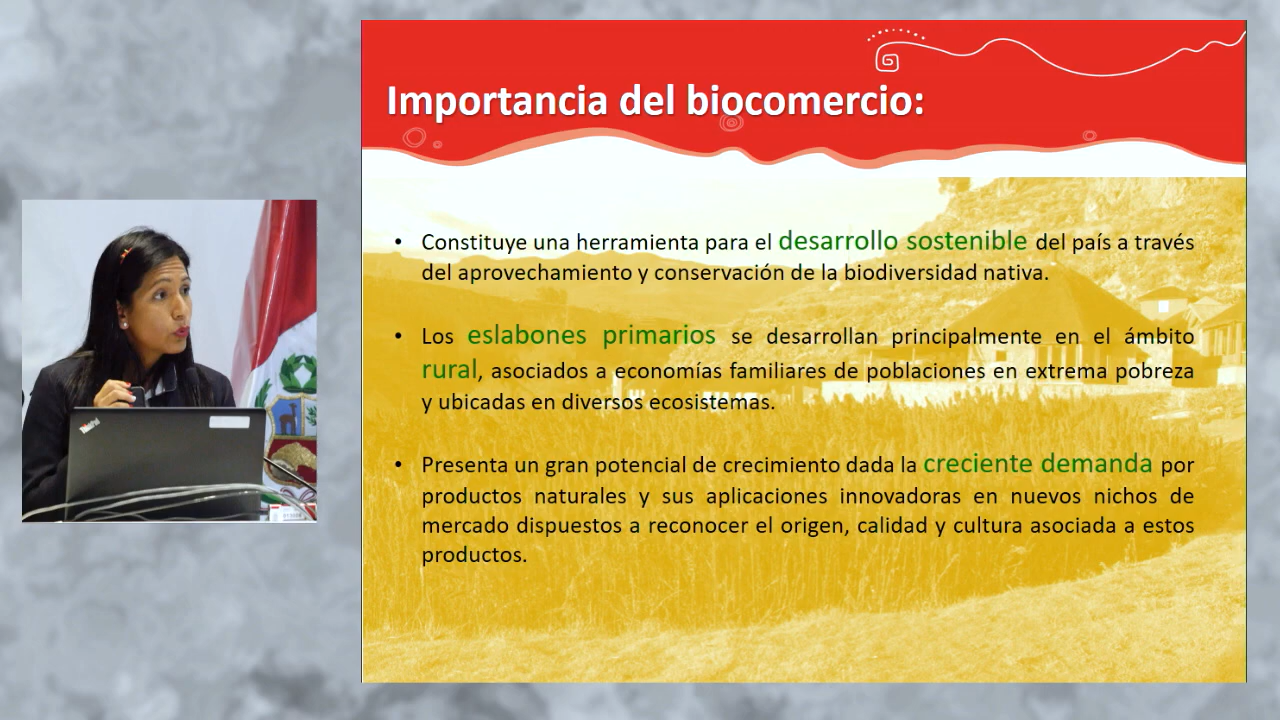 Importancia del biocomercio:
• Constituye una herramienta para el desarrollo sostenible del país a través
del aprovechamiento y conservación de la biodiversidad nativa.
• Los eslabones primarios se desarrollan principalmente en el ámbito
rural, asociados a economías familiares de poblaciones en extrema pobreza
y ubicadas en diversos ecosistemas.
• Presenta un gran potencial de crecimiento dada la creciente demanda por
productos naturales y sus aplicaciones innovadoras en nuevos nichos de
mercado dispuestos a reconocer el origen, calidad y cultura asociada a estos
productos.